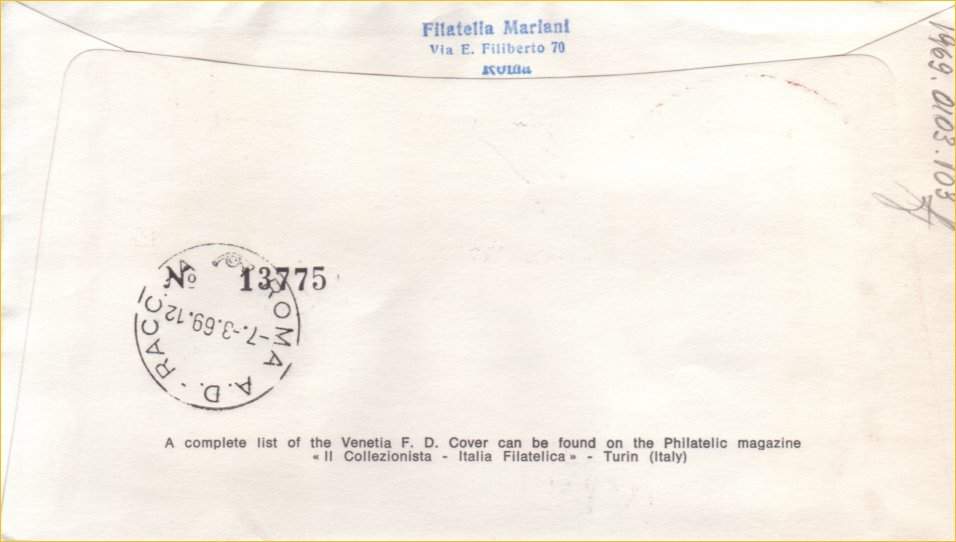 Filatelia Mariani
Via E. Filiberto 70
Roma
1969.0103.103
ROMA A.D. - RACC.
-7.-3.69.12
№ 13775
A complete list of the Venetia F. D. Cover can be found on the Philatelic magazine
« Il Collezionista - Italia Filatelica » - Turin (Italy)